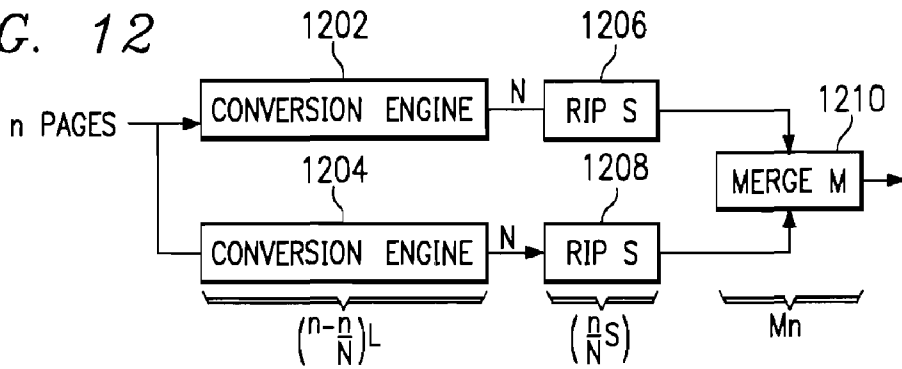 G. 12
1202
1206
n PAGES
CONVERSION ENGINE
N
RIP S
1210
MERGE M
1204
1208
CONVERSION ENGINE
N
RIP S
(n-n/N)L
(n/N S)
Mn